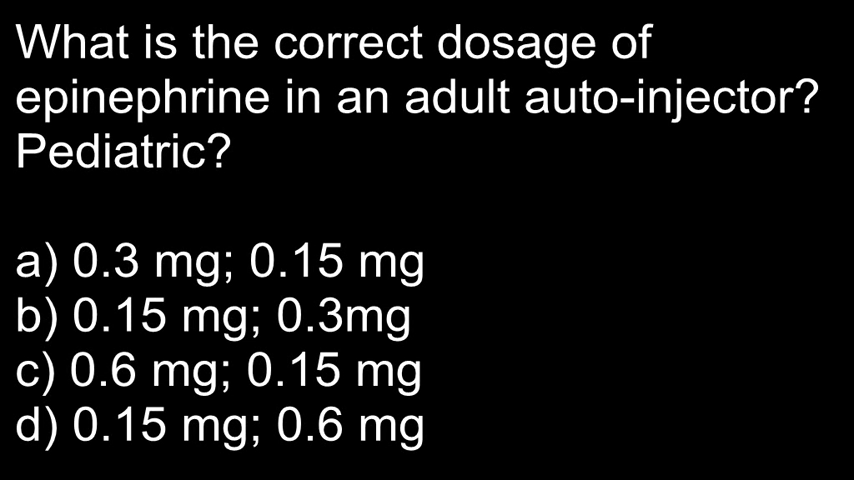 What is the correct dosage of
epinephrine in an adult auto-injector?
Pediatric?
a) 0.3 mg; 0.15 mg
b) 0.15 mg; 0.3mg
c) 0.6 mg; 0.15 mg
d) 0.15 mg; 0.6 mg